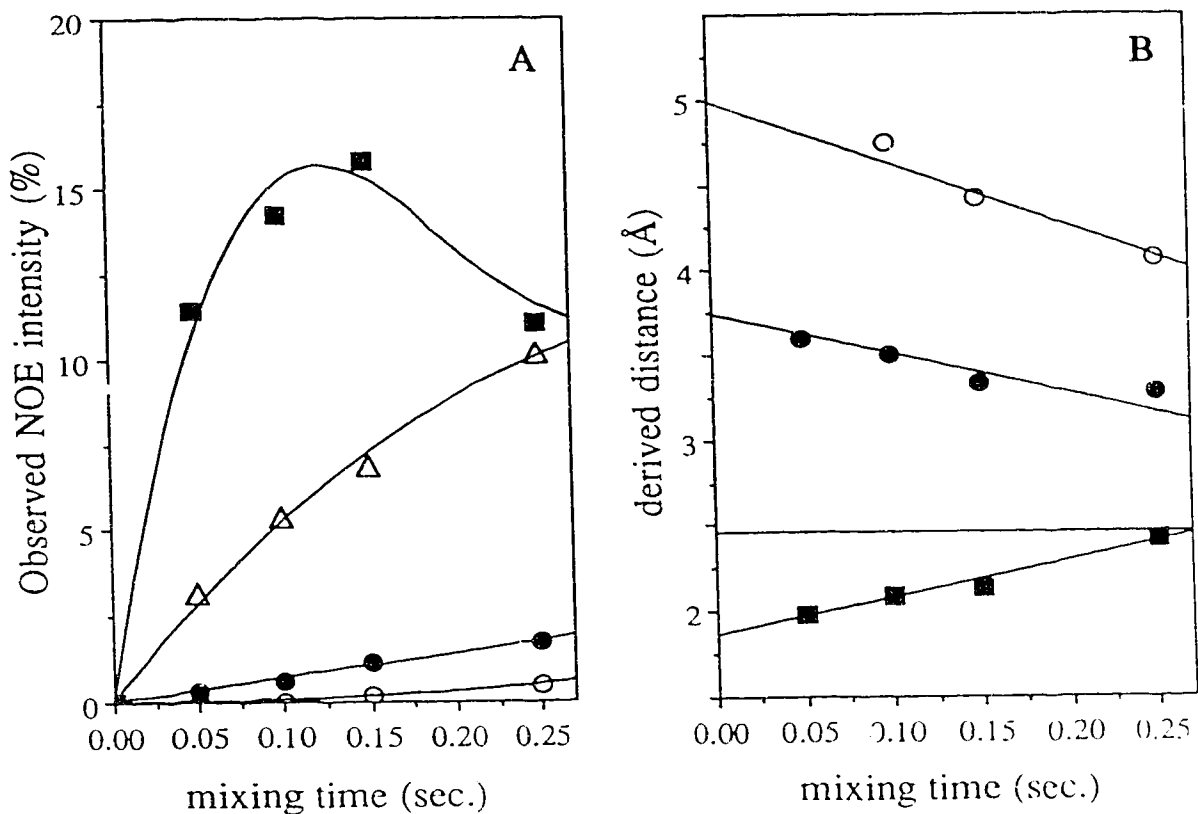 A
20
15
10
5
0
Observed NOE intensity (%)
0.00 0.05 0.10 0.15 0.20 0.25
mixing time (sec.)
B
5
4
3
2
derived distance (Å)
0.00 0.05 0.10 0.15 0.20 0.25
mixing time (sec.)